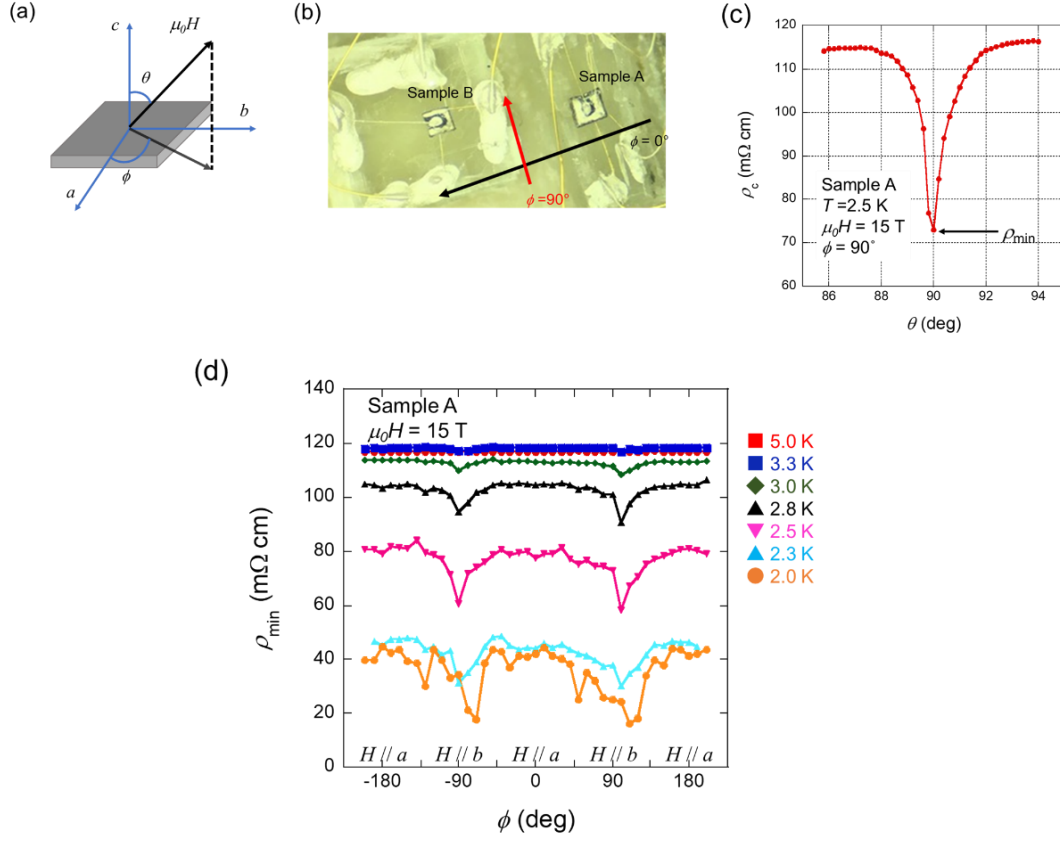 (a)
c
μ₀H
θ
b
a
ϕ
(b)
Sample B
Sample A
ϕ = 0°
ϕ = 90°
(c)
120
110
100
90
80
70
60
ρc (mΩ cm)
Sample A
T =2.5 K
μ₀H = 15 T
ϕ = 90°
ρmin
86 88 90 92 94
θ (deg)
(d)
140
120
100
80
60
40
20
0
ρmin (mΩ cm)
Sample A
μ₀H = 15 T
5.0 K
3.3 K
3.0 K
2.8 K
2.5 K
2.3 K
2.0 K
H // a H // b H // a H // b H // a
-180 -90 0 90 180
ϕ (deg)